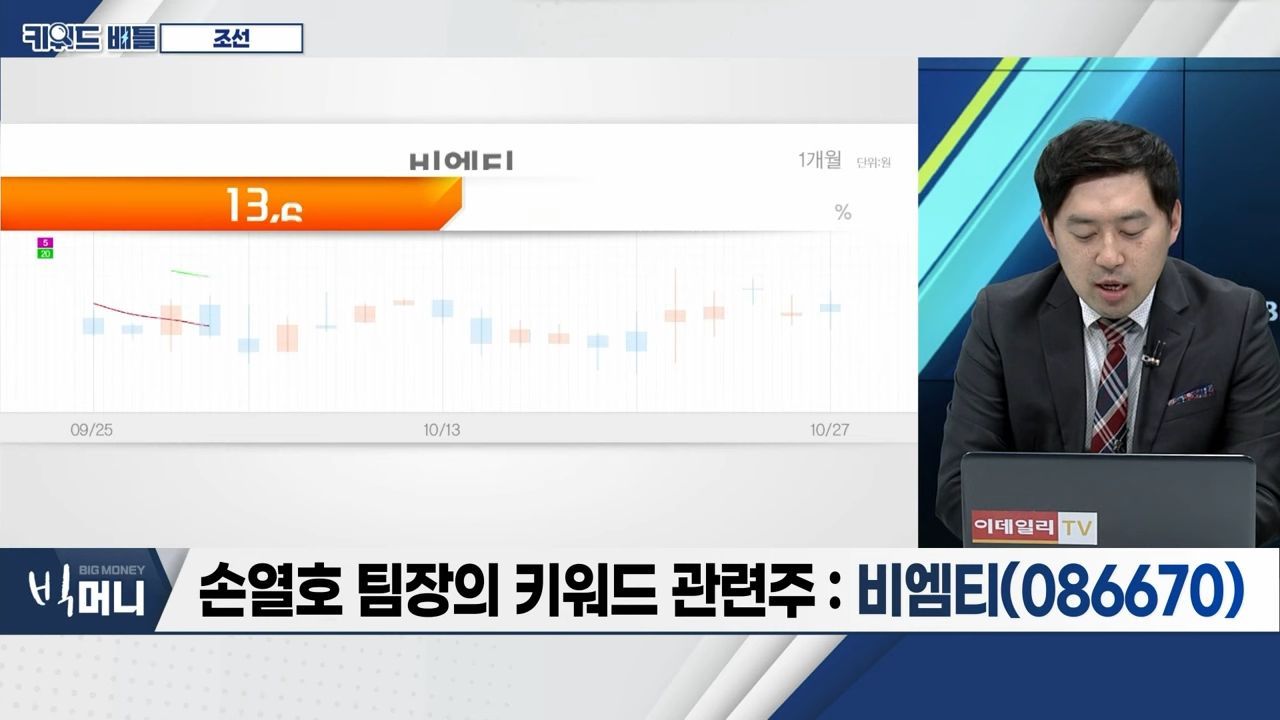 키워드 배틀
조선
1개월 단위:원
%
5
20
09/25 10/13 10/27
이데일리 TV
빅머니 BIG MONEY
손열호 팀장의 키워드 관련주 : 비엠티(086670)